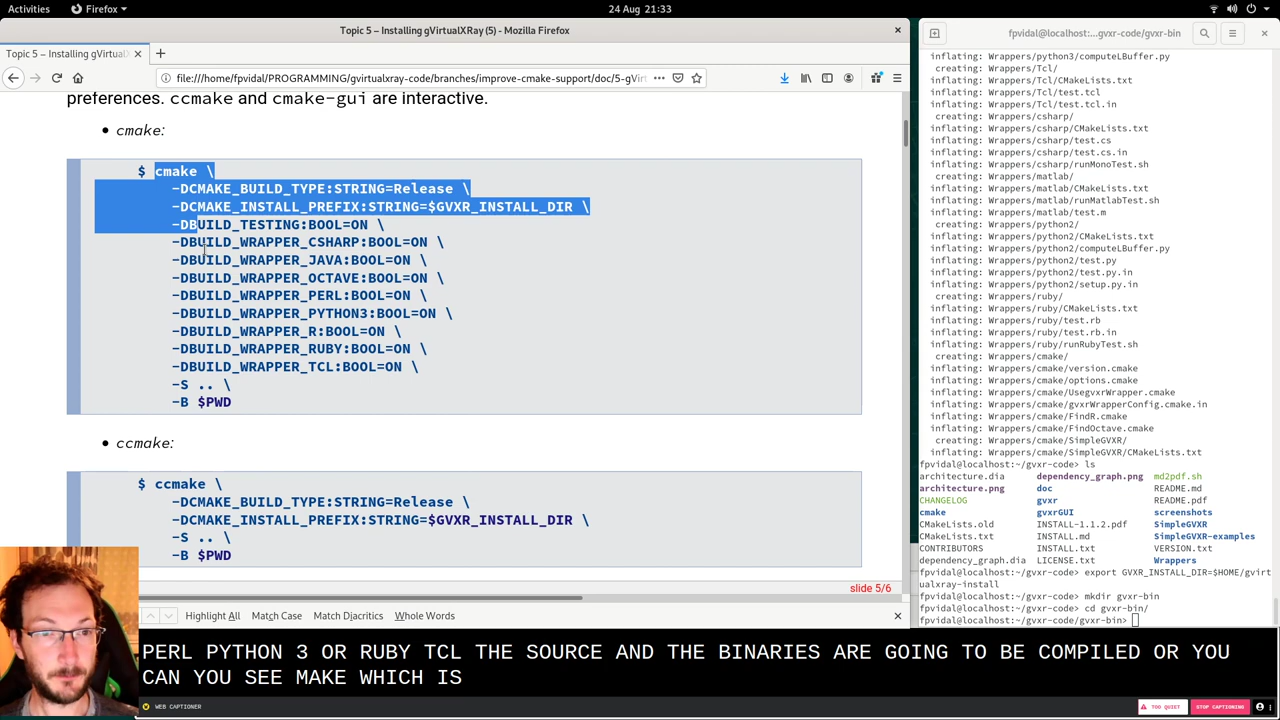 Activities
Firefox
24 Aug 21:33
Topic 5 – Installing gVirtualXRay (5) - Mozilla Firefox
Topic 5 – Installing gVirtualX
file:///home/fpvidal/PROGRAMMING/gvirtualxray-code/branches/improve-cmake-support/doc/5-gVir
preferences. ccmake and cmake-gui are interactive.
• cmake:
$ cmake \
-DCMAKE_BUILD_TYPE:STRING=Release \
-DCMAKE_INSTALL_PREFIX:STRING=$GVXR_INSTALL_DIR \
-DBUILD_TESTING:BOOL=ON \
-DBUILD_WRAPPER_CSHARP:BOOL=ON \
-DBUILD_WRAPPER_JAVA:BOOL=ON \
-DBUILD_WRAPPER_OCTAVE:BOOL=ON \
-DBUILD_WRAPPER_PERL:BOOL=ON \
-DBUILD_WRAPPER_PYTHON3:BOOL=ON \
-DBUILD_WRAPPER_R:BOOL=ON \
-DBUILD_WRAPPER_RUBY:BOOL=ON \
-DBUILD_WRAPPER_TCL:BOOL=ON \
-S .. \
-B $PWD
• ccmake:
$ ccmake \
-DCMAKE_BUILD_TYPE:STRING=Release \
-DCMAKE_INSTALL_PREFIX:STRING=$GVXR_INSTALL_DIR \
-S .. \
-B $PWD
slide 5/6
Highlight All Match Case Match Diacritics Whole Words
fpvidal@localhost:...gvxr-code/gvxr-bin
inflating: Wrappers/python3/computeLBuffer.py
creating: Wrappers/Tcl/
inflating: Wrappers/Tcl/CMakeLists.txt
inflating: Wrappers/Tcl/test.tcl
inflating: Wrappers/Tcl/test.tcl.in
creating: Wrappers/csharp/
inflating: Wrappers/csharp/CMakeLists.txt
inflating: Wrappers/csharp/test.cs
inflating: Wrappers/csharp/test.cs.in
inflating: Wrappers/csharp/runMonoTest.sh
creating: Wrappers/matlab/
inflating: Wrappers/matlab/CMakeLists.txt
inflating: Wrappers/matlab/runMatlabTest.sh
inflating: Wrappers/matlab/test.m
creating: Wrappers/python2/
inflating: Wrappers/python2/CMakeLists.txt
inflating: Wrappers/python2/computeLBuffer.py
inflating: Wrappers/python2/test.py
inflating: Wrappers/python2/test.py.in
inflating: Wrappers/python2/setup.py.in
creating: Wrappers/ruby/
inflating: Wrappers/ruby/CMakeLists.txt
inflating: Wrappers/ruby/test.rb
inflating: Wrappers/ruby/test.rb.in
inflating: Wrappers/ruby/runRubyTest.sh
creating: Wrappers/cmake/
inflating: Wrappers/cmake/version.cmake
inflating: Wrappers/cmake/options.cmake
inflating: Wrappers/cmake/UsegvxrWrapper.cmake
inflating: Wrappers/cmake/gvxrWrapperConfig.cmake.in
inflating: Wrappers/cmake/FindR.cmake
inflating: Wrappers/cmake/FindOctave.cmake
creating: Wrappers/cmake/SimpleGVXR/
inflating: Wrappers/cmake/SimpleGVXR/CMakeLists.txt
fpvidal@localhost:~/gvxr-code> ls
architecture.dia dependency_graph.png md2pdf.sh
architecture.png doc README.md
CHANGELOG gvxr README.pdf
cmake gvxrGUI screenshots
CMakeLists.old INSTALL-1.1.2.pdf SimpleGVXR
CMakeLists.txt INSTALL.md SimpleGVXR-examples
CONTRIBUTORS INSTALL.txt VERSION.txt
dependency_graph.dia LICENSE.txt Wrappers
fpvidal@localhost:~/gvxr-code> export GVXR_INSTALL_DIR=$HOME/gvirt
ualxray-install
fpvidal@localhost:~/gvxr-code> mkdir gvxr-bin
fpvidal@localhost:~/gvxr-code> cd gvxr-bin/
fpvidal@localhost:~/gvxr-code/gvxr-bin>
PERL PYTHON 3 OR RUBY TCL THE SOURCE AND THE BINARIES ARE GOING TO BE COMPILED OR YOU
CAN YOU SEE MAKE WHICH IS
WEB CAPTIONER
TOO QUIET
STOP CAPTIONING